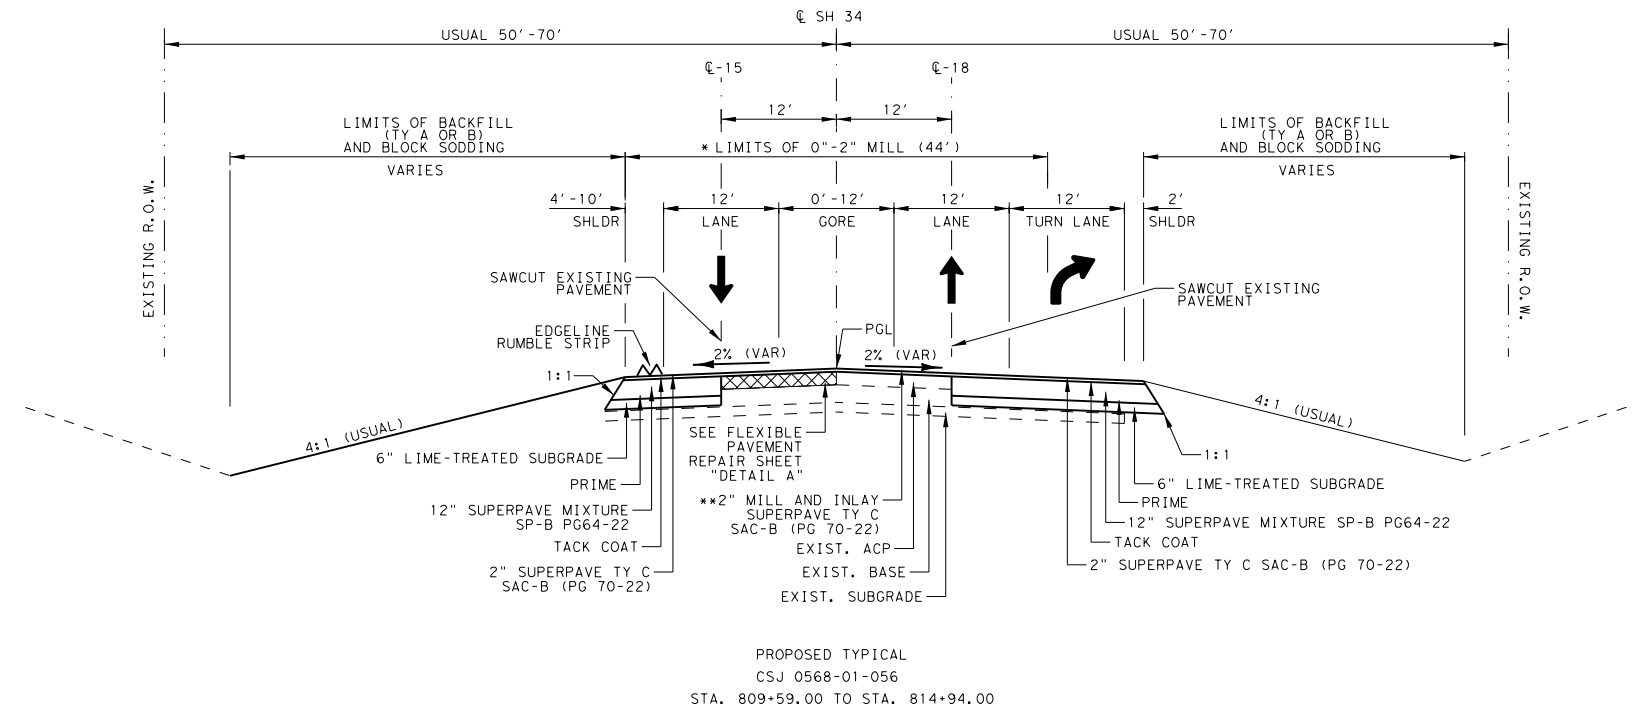 ℄ SH 34
USUAL 50'-70'
USUAL 50'-70'
℄-15
℄-18
12'
12'
LIMITS OF BACKFILL
(TY A OR B)
AND BLOCK SODDING
VARIES
* LIMITS OF 0"-2" MILL (44')
LIMITS OF BACKFILL
(TY A OR B)
AND BLOCK SODDING
VARIES
EXISTING R.O.W.
EXISTING R.O.W.
4'-10'
SHLDR
12'
LANE
0'-12'
GORE
12'
LANE
12'
TURN LANE
2'
SHLDR
SAWCUT EXISTING
PAVEMENT
SAWCUT EXISTING
PAVEMENT
EDGELINE
RUMBLE STRIP
PGL
2% (VAR)
2% (VAR)
1:1
4:1 (USUAL)
4:1 (USUAL)
1:1
6" LIME-TREATED SUBGRADE
PRIME
12" SUPERPAVE MIXTURE
SP-B PG64-22
TACK COAT
2" SUPERPAVE TY C
SAC-B (PG 70-22)
SEE FLEXIBLE
PAVEMENT
REPAIR SHEET
"DETAIL A"
**2" MILL AND INLAY
SUPERPAVE TY C
SAC-B (PG 70-22)
EXIST. ACP
EXIST. BASE
EXIST. SUBGRADE
6" LIME-TREATED SUBGRADE
PRIME
12" SUPERPAVE MIXTURE SP-B PG64-22
TACK COAT
2" SUPERPAVE TY C SAC-B (PG 70-22)
PROPOSED TYPICAL
CSJ 0568-01-056
STA. 809+59.00 TO STA. 814+94.00